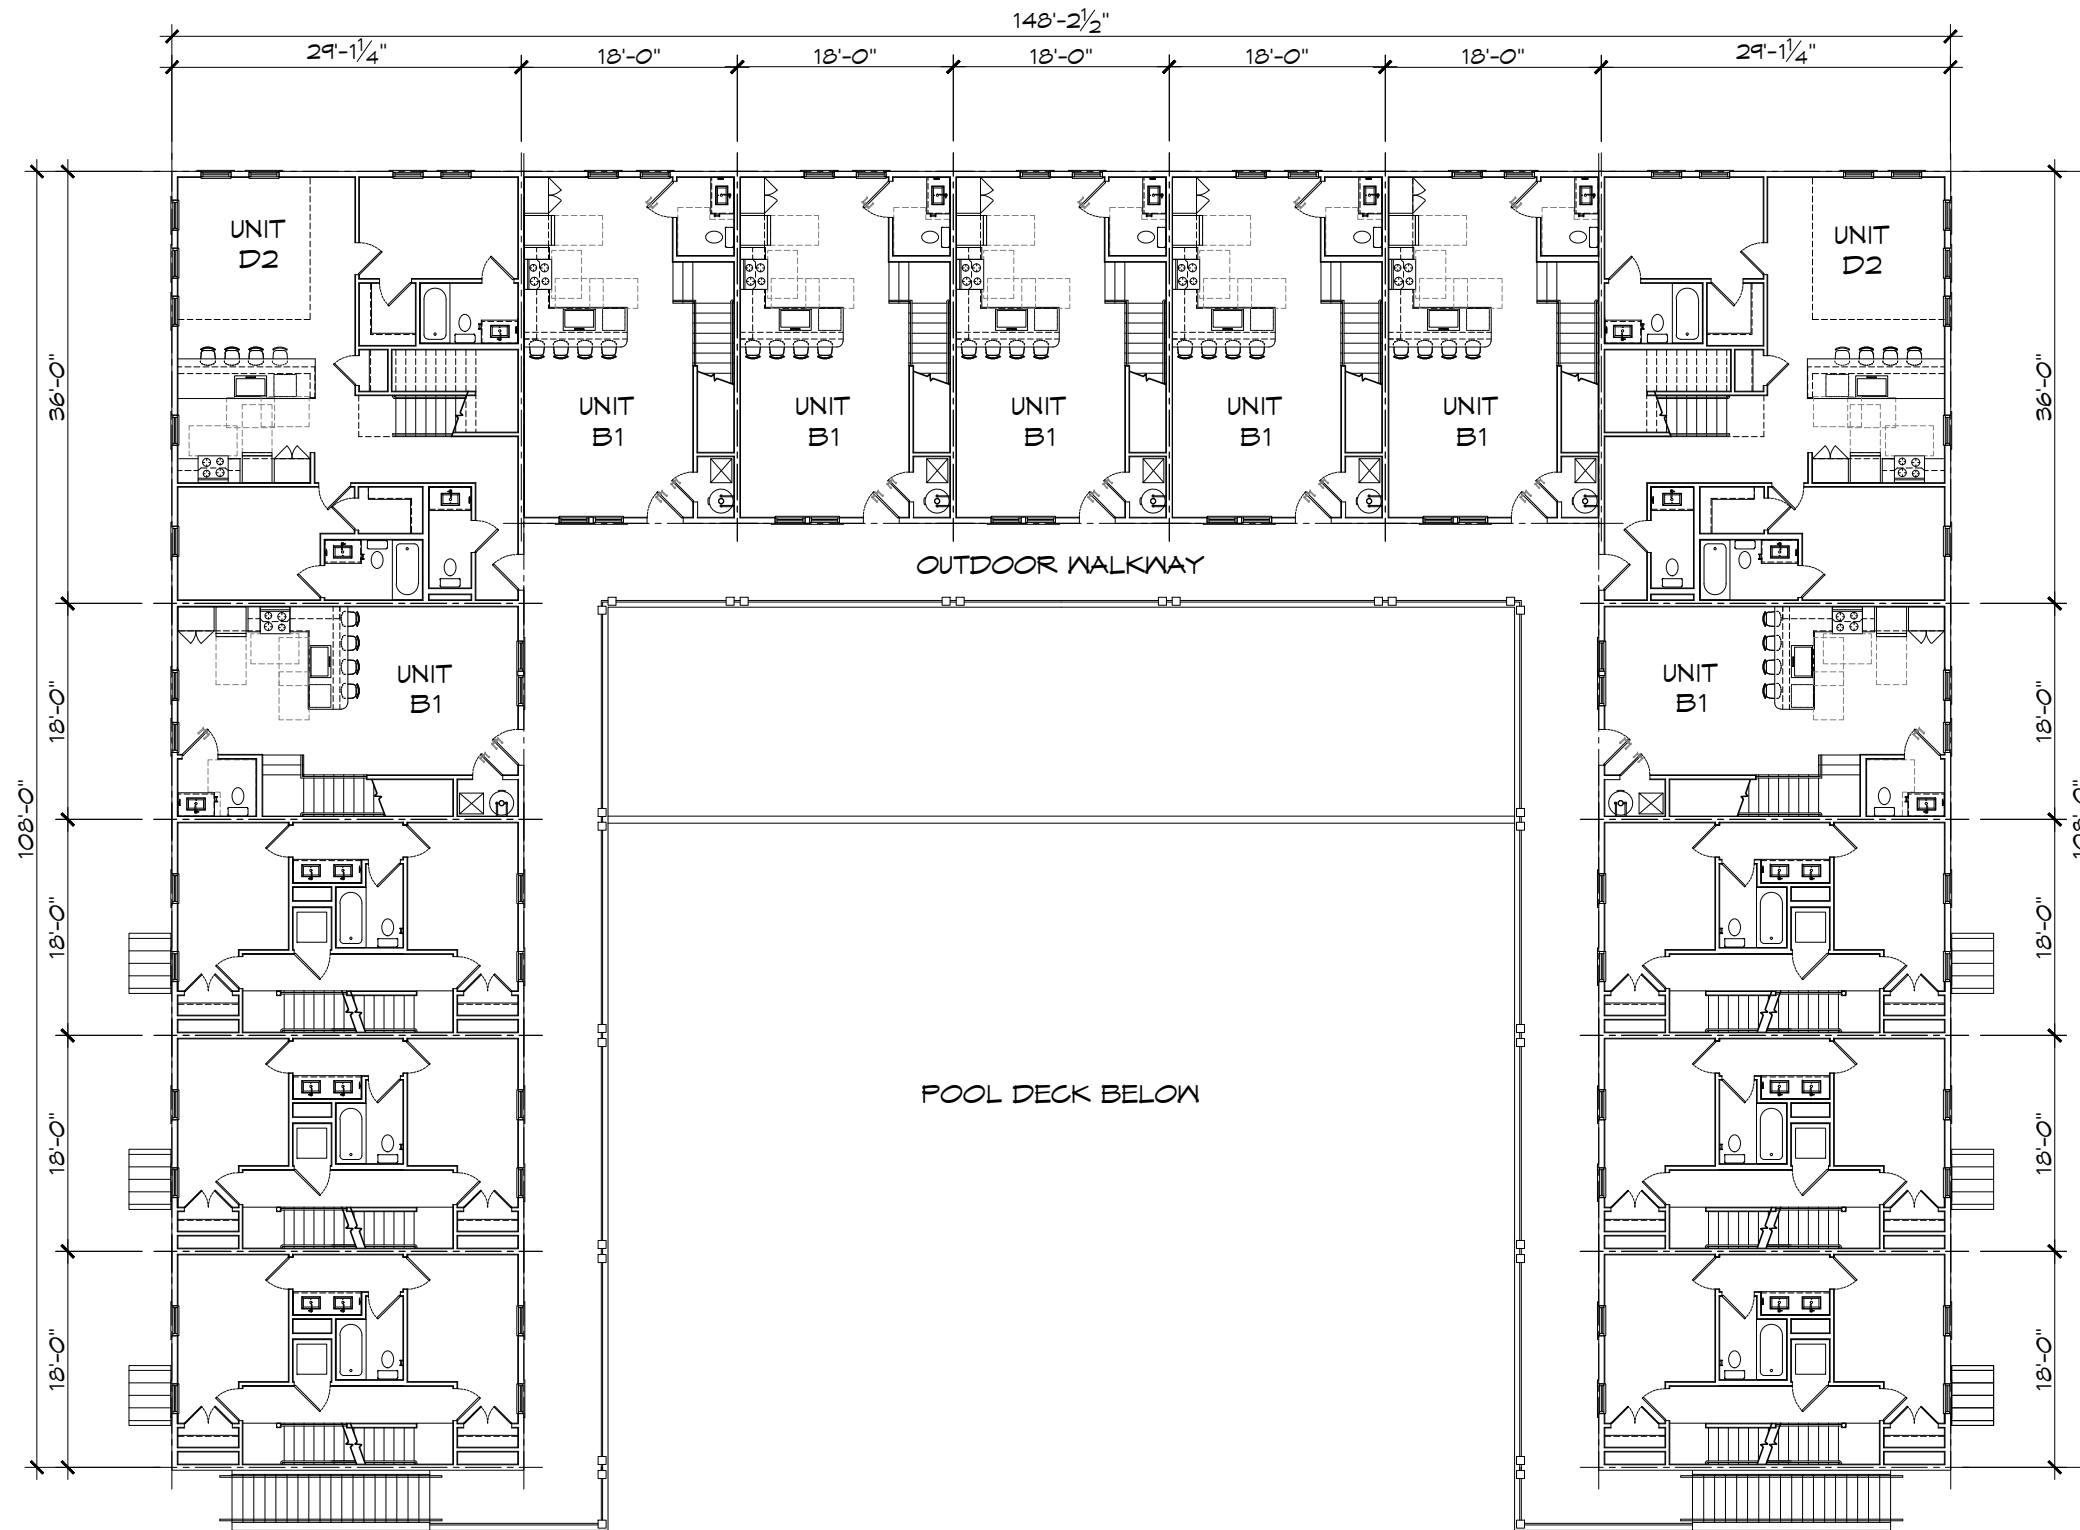 148'-2½"
29'-1¼"
18'-0"
18'-0"
18'-0"
18'-0"
18'-0"
29'-1¼"
UNIT
D2
UNIT
D2
36'-0"
36'-0"
UNIT
B1
UNIT
B1
UNIT
B1
UNIT
B1
UNIT
B1
OUTDOOR WALKWAY
UNIT
B1
UNIT
B1
18'-0"
18'-0"
108'-0"
108'-0"
18'-0"
18'-0"
POOL DECK BELOW
18'-0"
18'-0"
18'-0"
18'-0"